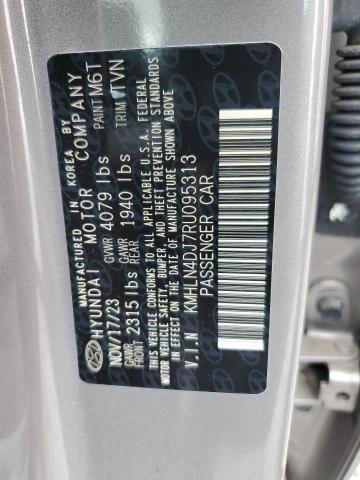 MANUFACTURED IN KOREA BY
HYUNDAI MOTOR COMPANY
NOV/17/23 GVWR 4079 lbs PAINT M6T
GAWR FRONT 2315 lbs GAWR REAR 1940 lbs TRIM VTVN
THIS VEHICLE CONFORMS TO ALL APPLICABLE U.S.A. FEDERAL
MOTOR VEHICLE SAFETY, BUMPER, AND THEFT PREVENTION STANDARDS
IN EFFECT ON THE DATE OF MANUFACTURE SHOWN ABOVE.
V.I.N KMHLN4DJ7RU095313
PASSENGER CAR